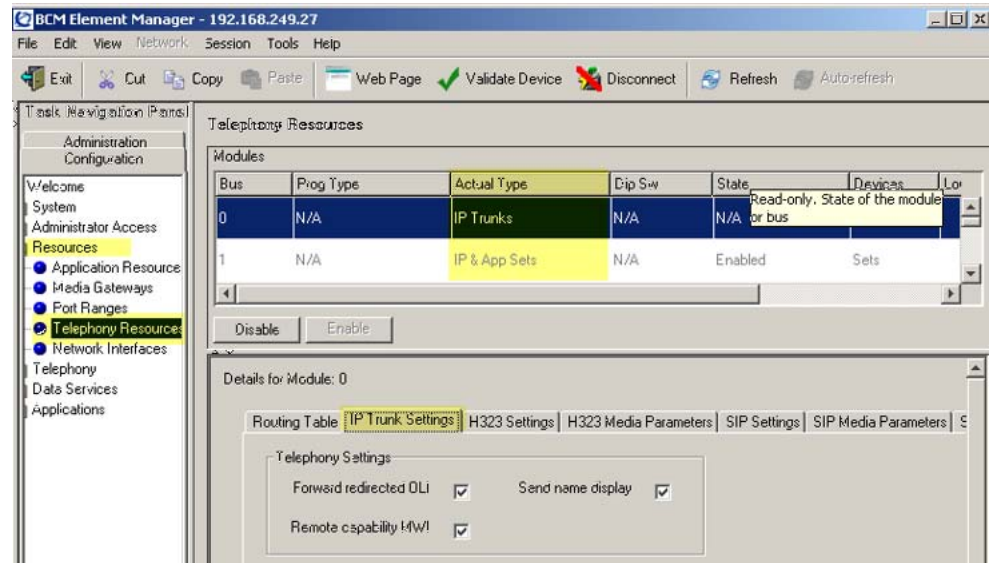 BCM Element Manager - 192.168.249.27
File Edit View Network Session Tools Help
Exit Cut Copy Paste Web Page Validate Device Disconnect Refresh Auto-refresh
Task Navigation Panel
Administration
Configuration
Welcome
System
Administrator Access
Resources
Application Resource
Media Gateways
Port Ranges
Telephony Resources
Network Interfaces
Telephony
Data Services
Applications
Telephony Resources
Modules
Bus Prog Type Actual Type Dip Sw State Devices
0 N/A IP Trunks N/A N/A
Read-only. State of the module
or bus
1 N/A IP & App Sets N/A Enabled Sets
Disable Enable
Details for Module: 0
Routing Table IP Trunk Settings H323 Settings H323 Media Parameters SIP Settings SIP Media Parameters S
Telephony Settings
Forward redirected OLI Send name display
Remote capability MWI